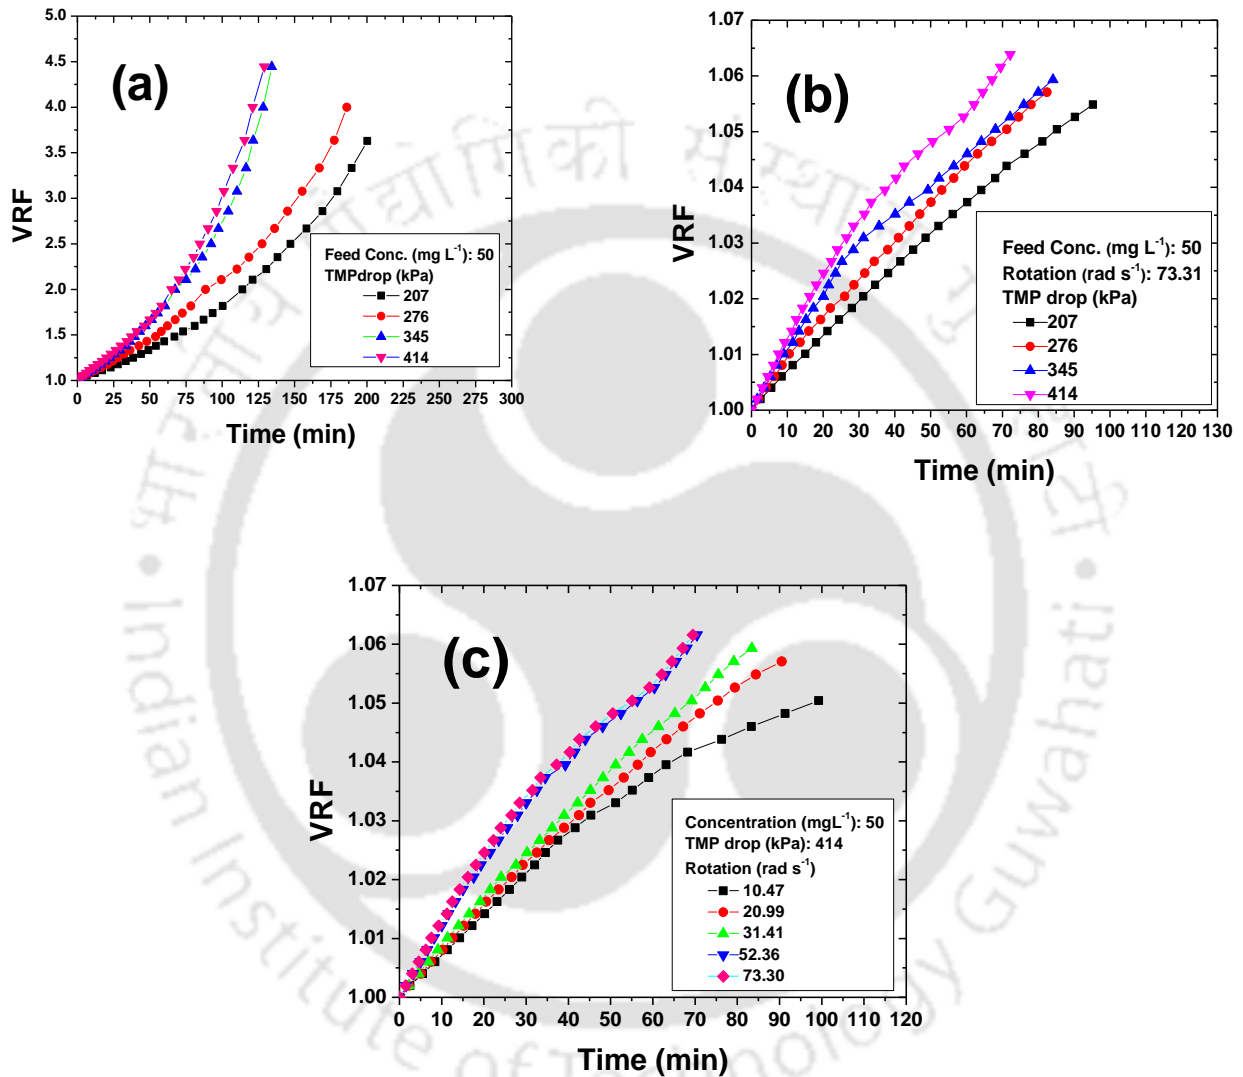 (a)
VRF
5.0
4.5
4.0
3.5
3.0
2.5
2.0
1.5
1.0
0 25 50 75 100 125 150 175 200 225 250 275 300
Time (min)
Feed Conc. (mg L⁻¹): 50
TMPdrop (kPa)
207
276
345
414
(b)
VRF
1.07
1.06
1.05
1.04
1.03
1.02
1.01
1.00
0 10 20 30 40 50 60 70 80 90 100 110 120 130
Time (min)
Feed Conc. (mg L⁻¹): 50
Rotation (rad s⁻¹): 73.31
TMP drop (kPa)
207
276
345
414
(c)
VRF
1.07
1.06
1.05
1.04
1.03
1.02
1.01
1.00
0 10 20 30 40 50 60 70 80 90 100 110 120
Time (min)
Concentration (mgL⁻¹): 50
TMP drop (kPa): 414
Rotation (rad s⁻¹)
10.47
20.99
31.41
52.36
73.30
Indian Institute of Technology Guwahati